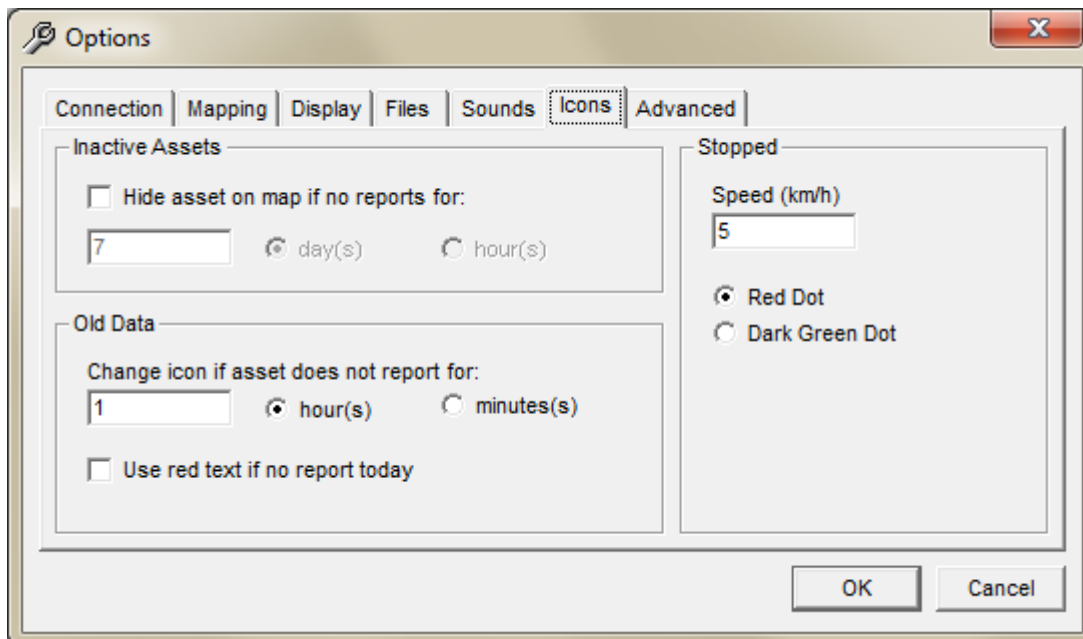 Options
Connection Mapping Display Files Sounds Icons Advanced
Inactive Assets
Hide asset on map if no reports for:
7 day(s) hour(s)
Old Data
Change icon if asset does not report for:
1 hour(s) minutes(s)
Use red text if no report today
Stopped
Speed (km/h)
5
Red Dot
Dark Green Dot
OK Cancel